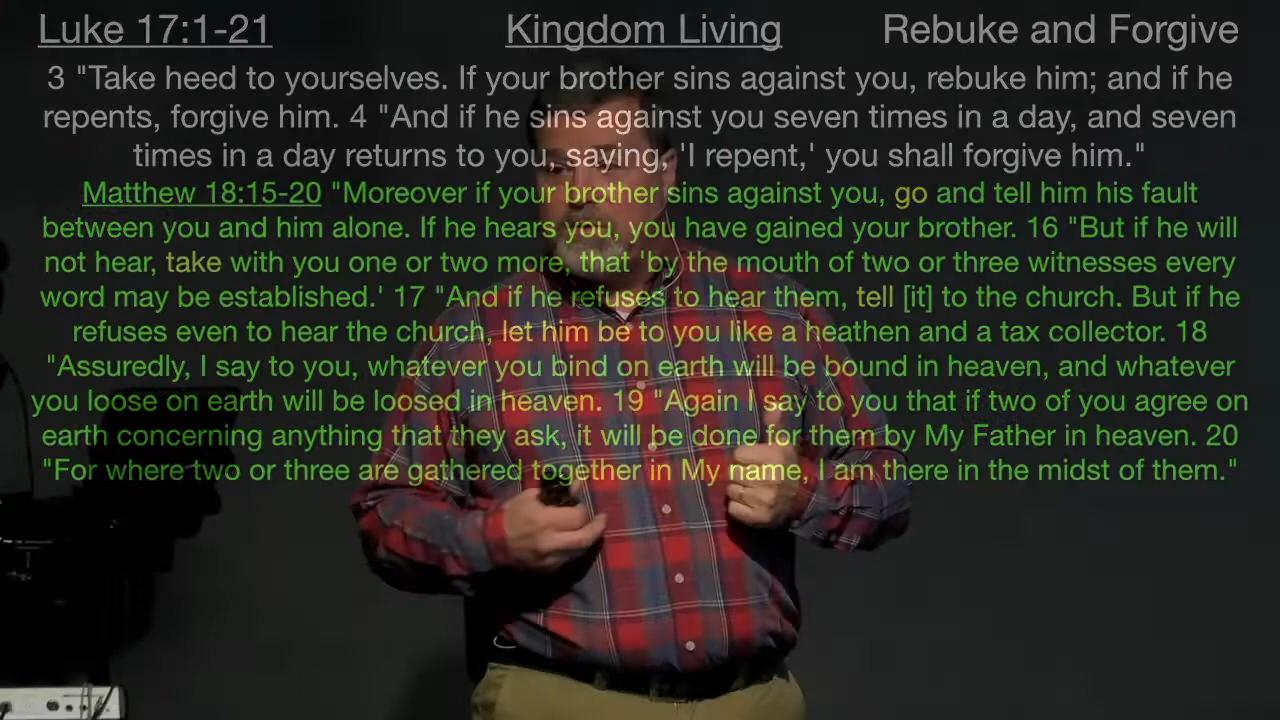 Luke 17:1-21 Kingdom Living Rebuke and Forgive
3 "Take heed to yourselves. If your brother sins against you, rebuke him; and if he
repents, forgive him. 4 "And if he sins against you seven times in a day, and seven
times in a day returns to you, saying, 'I repent,' you shall forgive him."
Matthew 18:15-20 "Moreover if your brother sins against you, go and tell him his fault
between you and him alone. If he hears you, you have gained your brother. 16 "But if he will
not hear, take with you one or two more, that 'by the mouth of two or three witnesses every
word may be established.' 17 "And if he refuses to hear them, tell [it] to the church. But if he
refuses even to hear the church, let him be to you like a heathen and a tax collector. 18
"Assuredly, I say to you, whatever you bind on earth will be bound in heaven, and whatever
you loose on earth will be loosed in heaven. 19 "Again I say to you that if two of you agree on
earth concerning anything that they ask, it will be done for them by My Father in heaven. 20
"For where two or three are gathered together in My name, I am there in the midst of them."